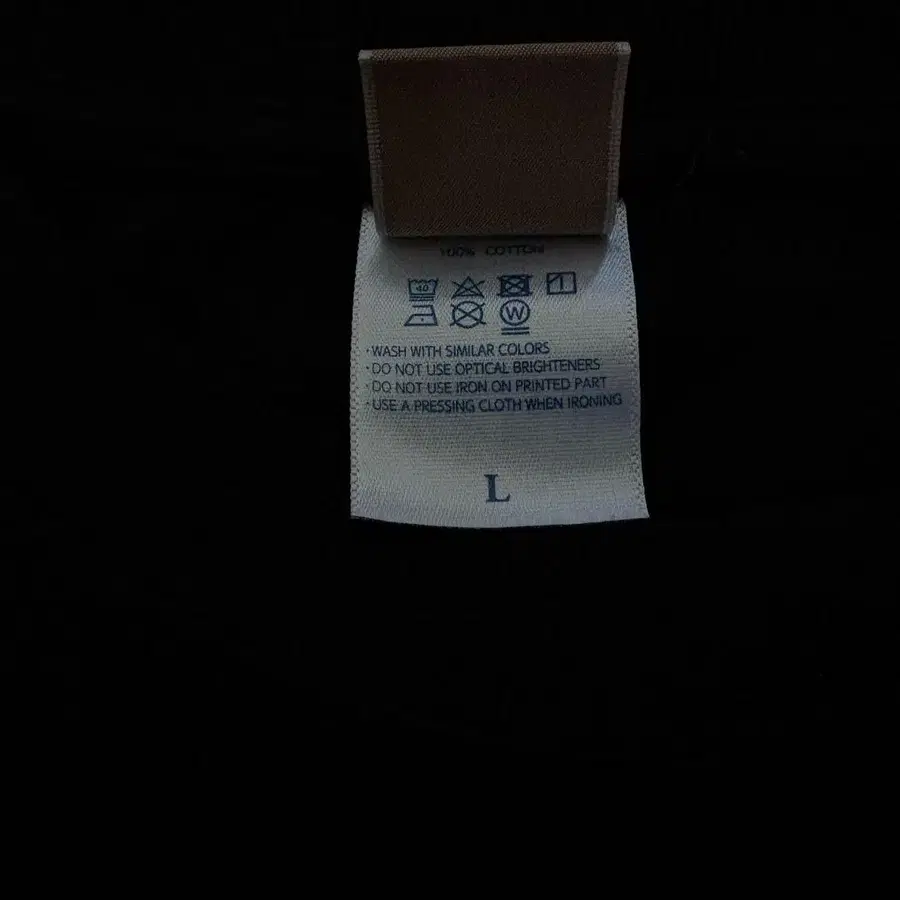 100% COTTON
40
W
· WASH WITH SIMILAR COLORS
· DO NOT USE OPTICAL BRIGHTENERS
· DO NOT USE IRON ON PRINTED PART
· USE A PRESSING CLOTH WHEN IRONING
L